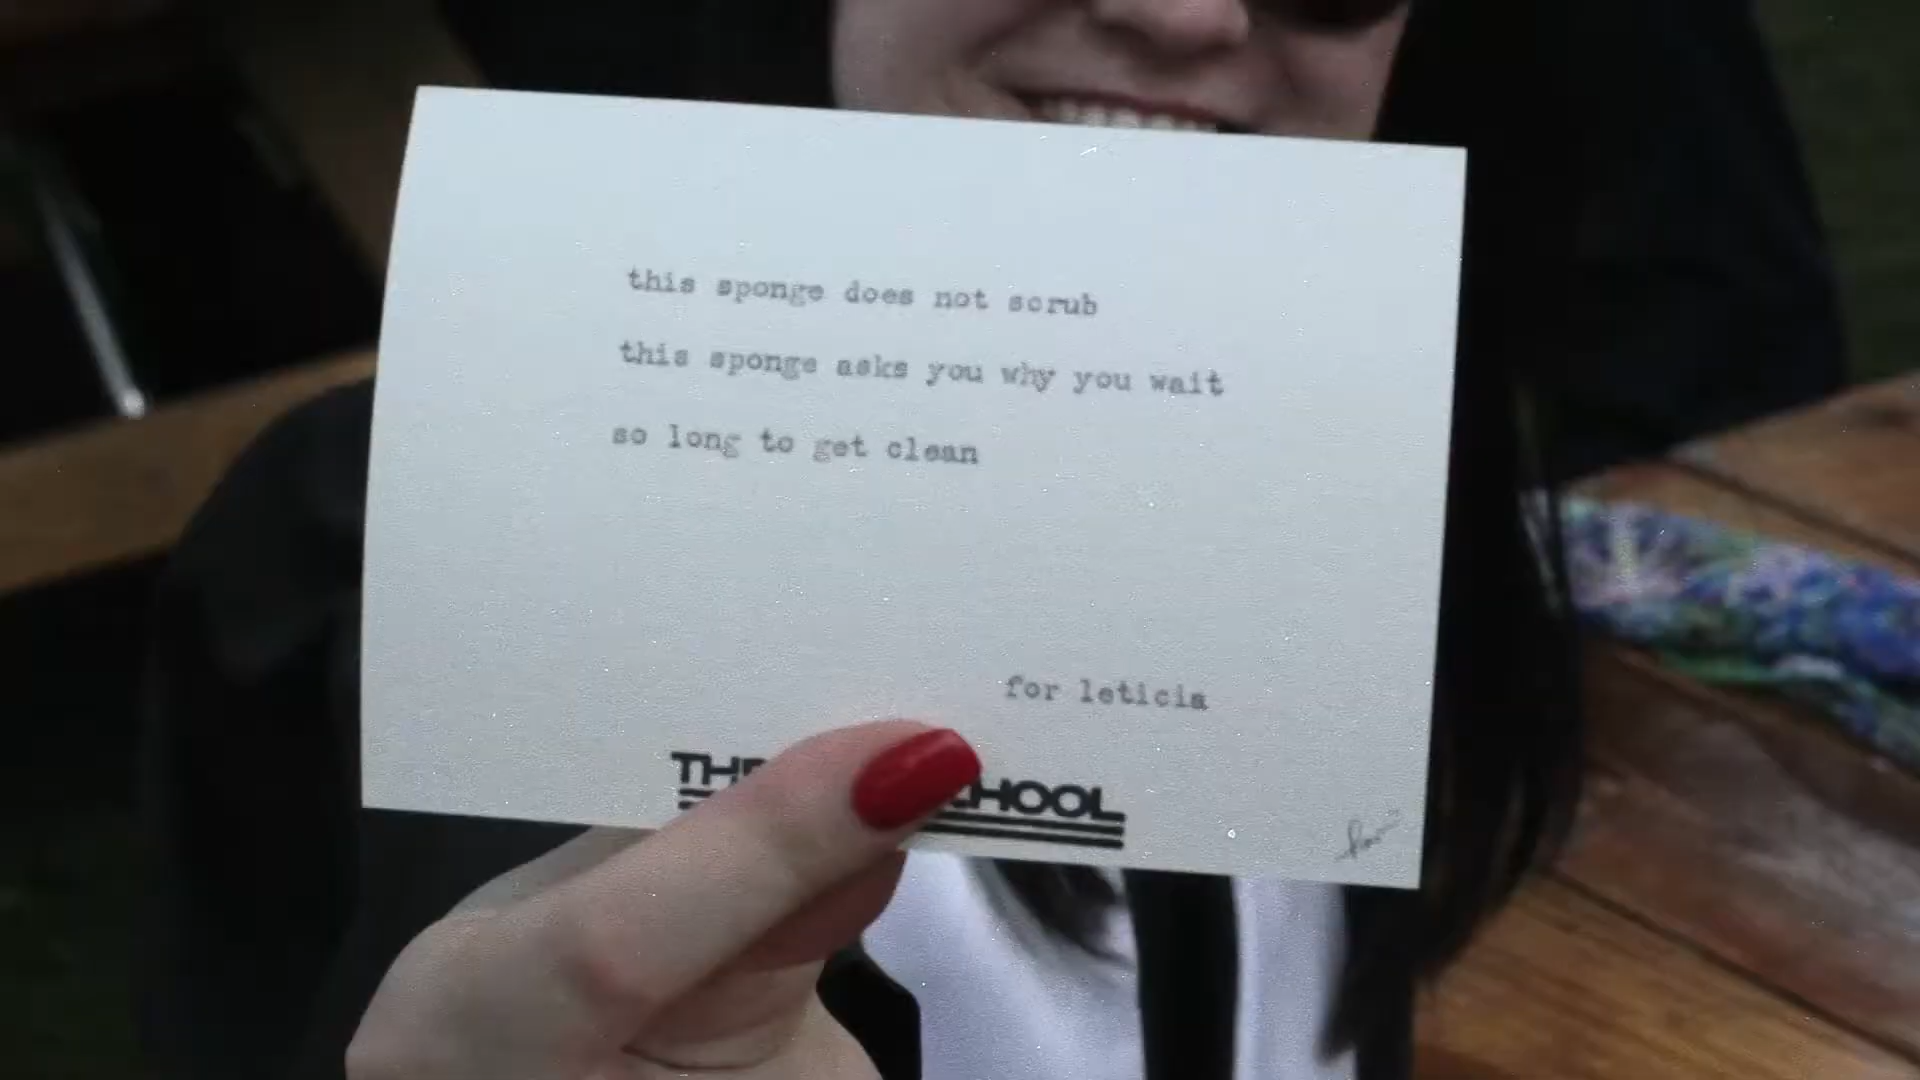 this sponge does not scrub
this sponge asks you why you wait
so long to get clean
for leticia